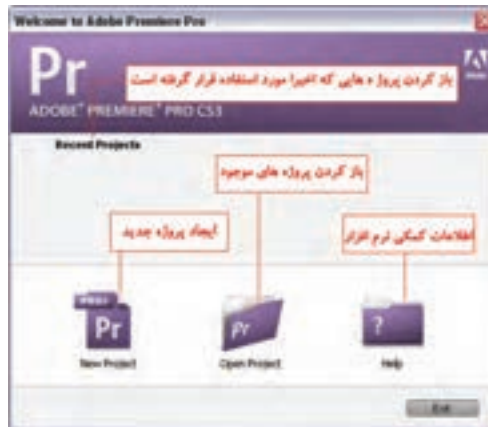 Welcome to Adobe Premiere Pro
Pr
باز کردن پروژه هایی که اخیرا مورد استفاده قرار گرفته است
ADOBE® PREMIERE® PRO CS3
Recent Projects
باز کردن پروژه های موجود
ایجاد پروژه جدید
اطلاعات کمکی نرم افزار
Pr
Pr
?
New Project
Open Project
Help
Exit